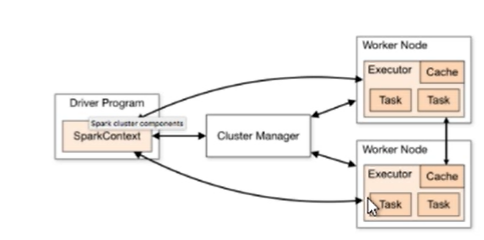 Driver Program
Spark cluster components
SparkContext
Cluster Manager
Worker Node
Executor
Cache
Task
Task
Worker Node
Executor
Cache
Task
Task